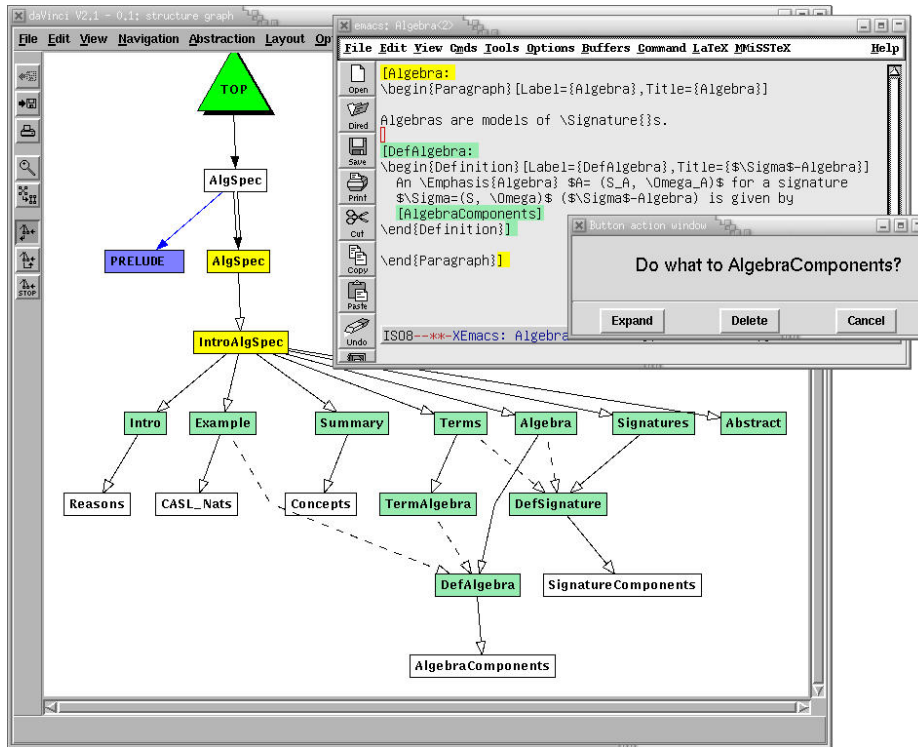 daVinci V2.1 - 0.1: structure graph
File Edit View Navigation Abstraction Layout
TOP
AlgSpec
PRELUDE
AlgSpec
IntroAlgSpec
Intro
Example
Summary
Terms
Algebra
Signatures
Abstract
Reasons
CASL_Nats
Concepts
TermAlgebra
DefSignature
DefAlgebra
SignatureComponents
AlgebraComponents
STOP
emacs: Algebra<2>
File Edit View Cmds Tools Options Buffers Command LaTeX MMiSSTeX Help
Open
Dired
Save
Print
Cut
Copy
Paste
Undo
[Algebra:
\begin{Paragraph}[Label={Algebra},Title={Algebra}]
Algebras are models of \Signature{}s.
[DefAlgebra:
\begin{Definition}[Label={DefAlgebra},Title={$\Sigma$-Algebra}]
An \Emphasis{Algebra} $A= (S_A, \Omega_A)$ for a signature
$\Sigma=(S, \Omega)$ ($\Sigma$-Algebra) is given by
[AlgebraComponents]
\end{Definition}]
\end{Paragraph}]
ISO8--**-XEmacs: Algebra
Button action window
Do what to AlgebraComponents?
Expand
Delete
Cancel